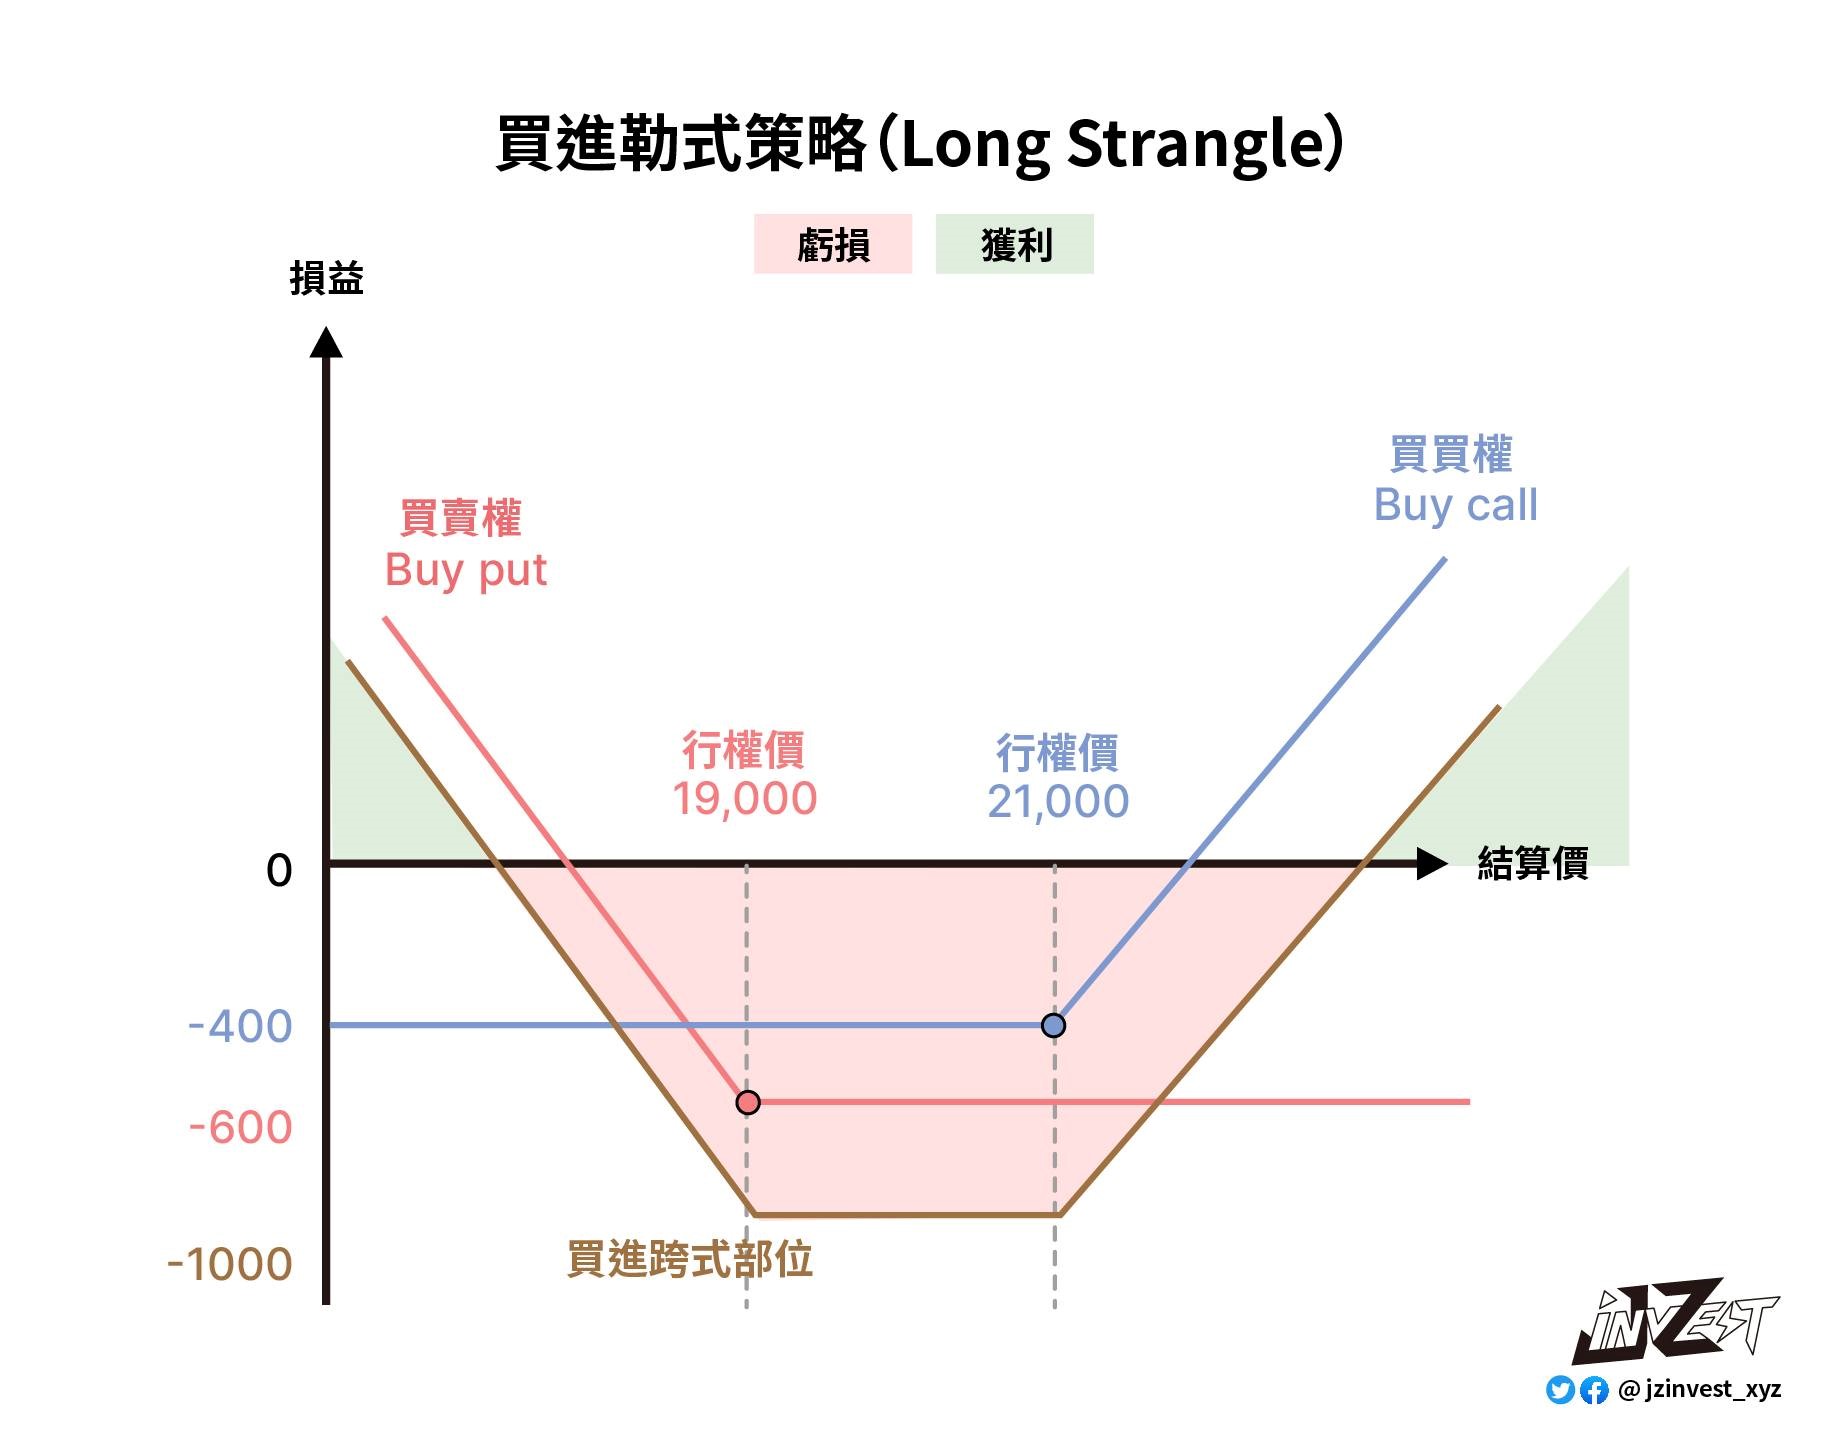 買進勒式策略（Long Strangle）
虧損
獲利
損益
買買權
Buy call
買賣權
Buy put
行權價
19,000
行權價
21,000
0
結算價
-400
-600
-1000
買進跨式部位
JZINVEST
@jzinvest_xyz